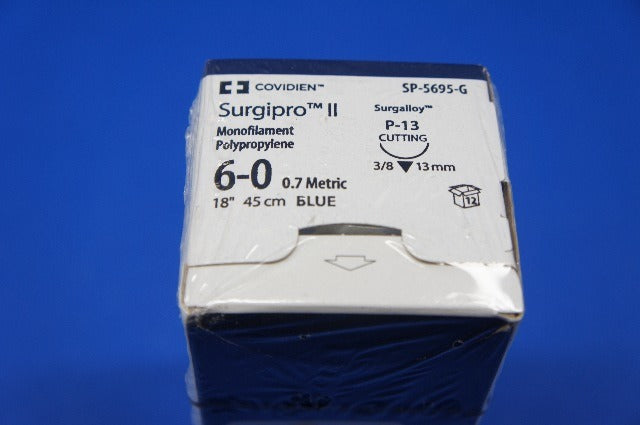 COVIDIEN™ SP-5695-G
Surgipro™ II Surgalloy™
Monofilament P-13
Polypropylene CUTTING
6-0 0.7 Metric 3/8 13 mm
18" 45 cm BLUE 12